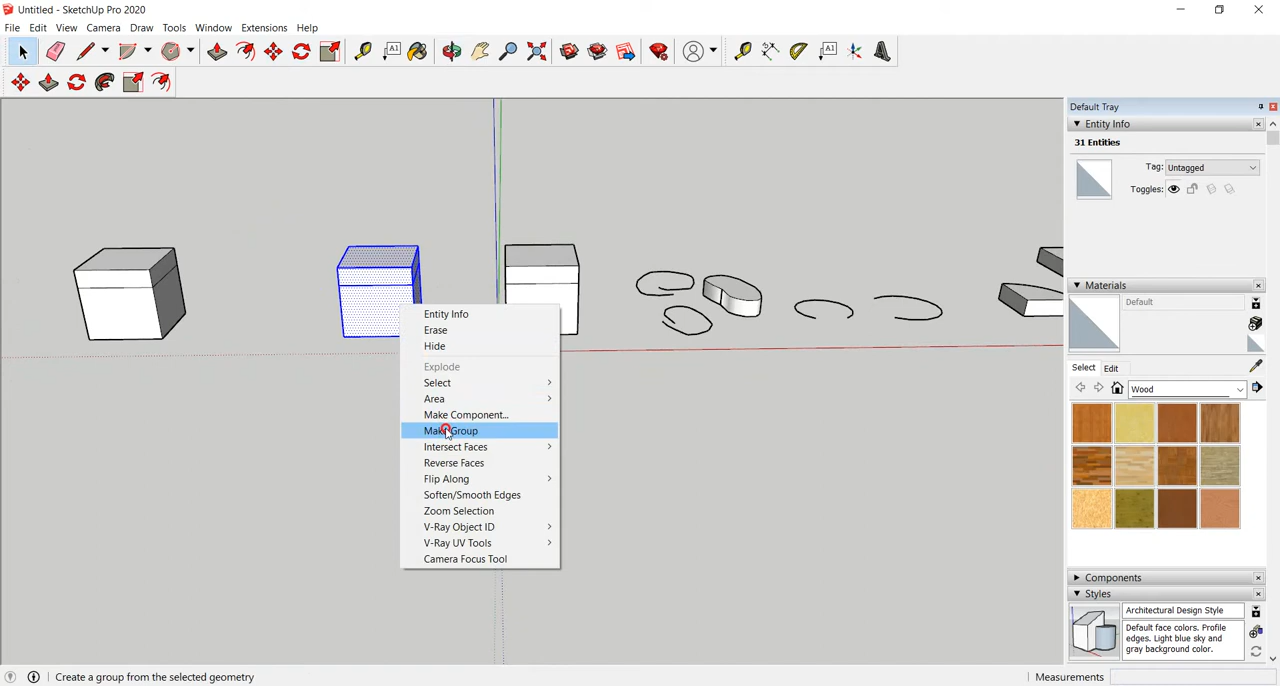 Untitled - SketchUp Pro 2020
File Edit View Camera Draw Tools Window Extensions Help
A1
A1
Default Tray
Entity Info
31 Entities
Tag: Untagged
Toggles:
Entity Info
Erase
Hide
Explode
Select
Area
Make Component...
Make Group
Intersect Faces
Reverse Faces
Flip Along
Soften/Smooth Edges
Zoom Selection
V-Ray Object ID
V-Ray UV Tools
Camera Focus Tool
Materials
Default
Select Edit
Wood
Components
Styles
Architectural Design Style
Default face colors. Profile
edges. Light blue sky and
gray background color.
Create a group from the selected geometry
Measurements